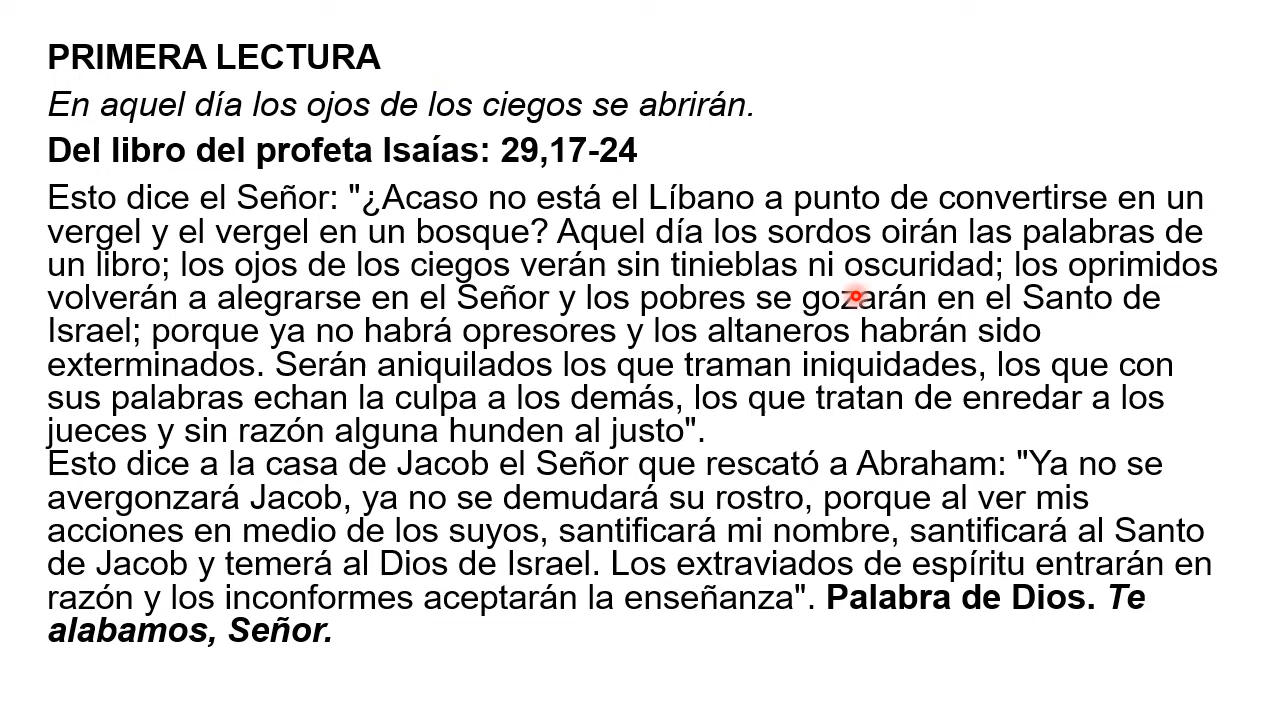 PRIMERA LECTURA
En aquel día los ojos de los ciegos se abrirán.
Del libro del profeta Isaías: 29,17-24
Esto dice el Señor: "¿Acaso no está el Líbano a punto de convertirse en un
vergel y el vergel en un bosque? Aquel día los sordos oirán las palabras de
un libro; los ojos de los ciegos verán sin tinieblas ni oscuridad; los oprimidos
volverán a alegrarse en el Señor y los pobres se gozarán en el Santo de
Israel; porque ya no habrá opresores y los altaneros habrán sido
exterminados. Serán aniquilados los que traman iniquidades, los que con
sus palabras echan la culpa a los demás, los que tratan de enredar a los
jueces y sin razón alguna hunden al justo".
Esto dice a la casa de Jacob el Señor que rescató a Abraham: "Ya no se
avergonzará Jacob, ya no se demudará su rostro, porque al ver mis
acciones en medio de los suyos, santificará mi nombre, santificará al Santo
de Jacob y temerá al Dios de Israel. Los extraviados de espíritu entrarán en
razón y los inconformes aceptarán la enseñanza". Palabra de Dios. Te
alabamos, Señor.